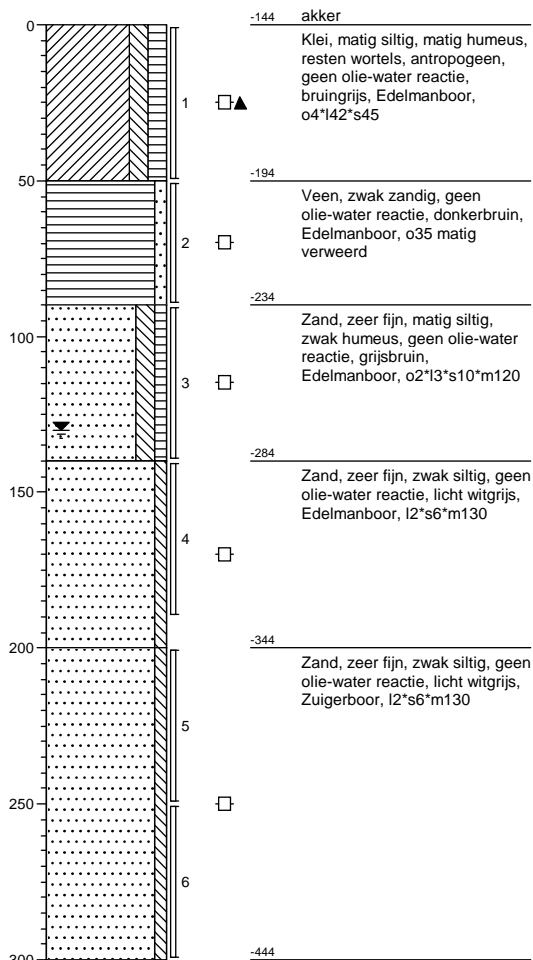 -144 akker
0
Klei, matig siltig, matig humeus,
resten wortels, antropogeen,
geen olie-water reactie,
bruingrijs, Edelmanboor,
o4*l42*s45
1
50
-194
Veen, zwak zandig, geen
olie-water reactie, donkerbruin,
Edelmanboor, o35 matig
verweerd
2
-234
Zand, zeer fijn, matig siltig,
zwak humeus, geen olie-water
reactie, grijsbruin,
Edelmanboor, o2*l3*s10*m120
100
3
-284
Zand, zeer fijn, zwak siltig, geen
olie-water reactie, licht witgrijs,
Edelmanboor, l2*s6*m130
150
4
200
-344
Zand, zeer fijn, zwak siltig, geen
olie-water reactie, licht witgrijs,
Zuigerboor, l2*s6*m130
5
250
6
-444
300